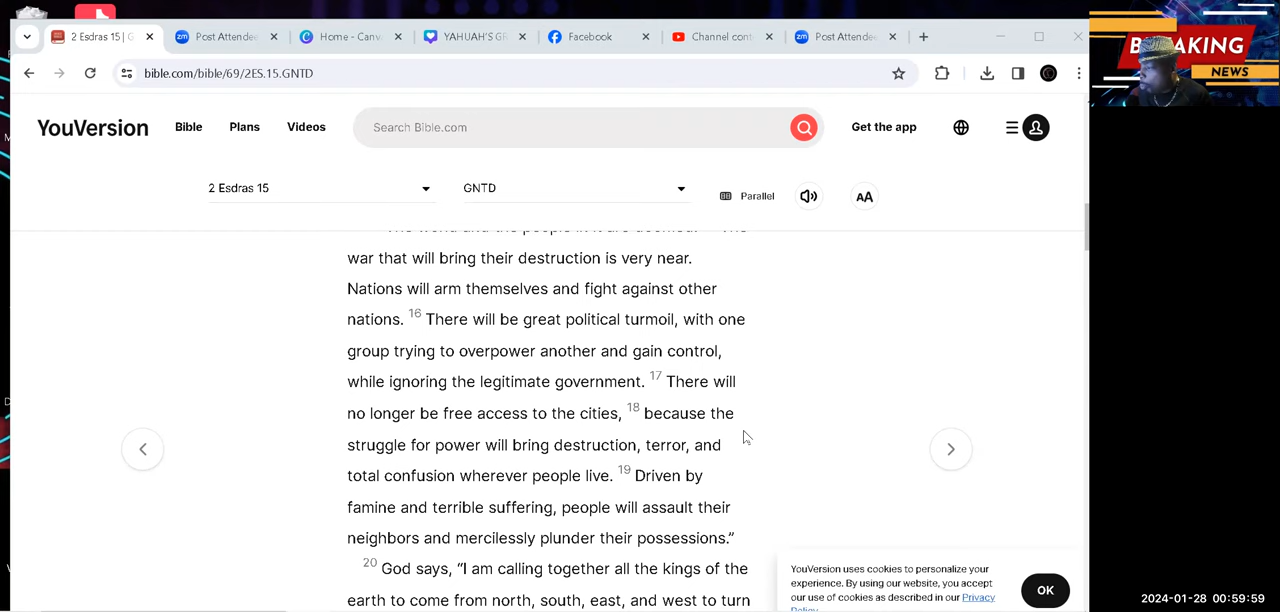 2 Esdras 15 | G
Post Attende
Home - Canv
YAHUAH'S GR
Facebook
Channel cont
Post Attende
bible.com/bible/69/2ES.15.GNTD
BREAKING
NEWS
YouVersion Bible Plans Videos Search Bible.com Get the app
2 Esdras 15 GNTD Parallel AA
war that will bring their destruction is very near.
Nations will arm themselves and fight against other
nations. 16 There will be great political turmoil, with one
group trying to overpower another and gain control,
while ignoring the legitimate government. 17 There will
no longer be free access to the cities, 18 because the
struggle for power will bring destruction, terror, and
total confusion wherever people live. 19 Driven by
famine and terrible suffering, people will assault their
neighbors and mercilessly plunder their possessions.”
20 God says, “I am calling together all the kings of the
earth to come from north, south, east, and west to turn
YouVersion uses cookies to personalize your
experience. By using our website, you accept
our use of cookies as described in our Privacy
Policy.
OK
2024-01-28 00:59:59